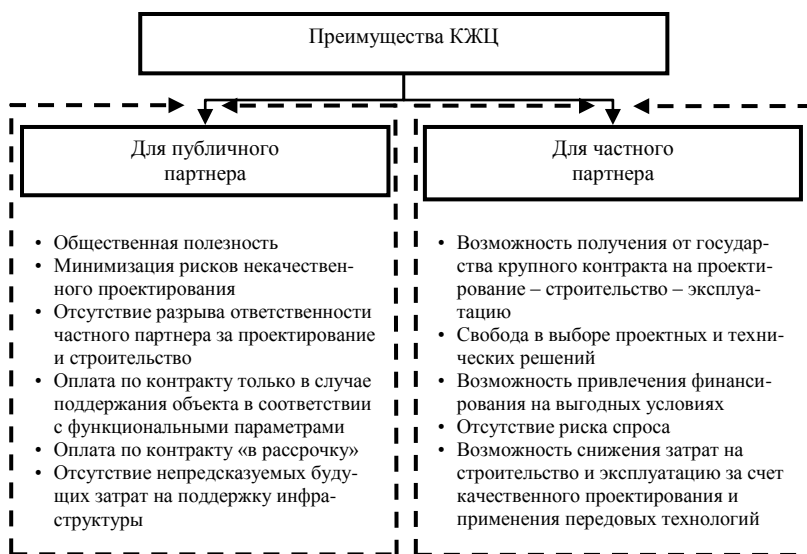 Преимущества КЖЦ
Для публичного
партнера
• Общественная полезность
• Минимизация рисков некачествен-
ного проектирования
• Отсутствие разрыва ответственности
частного партнера за проектирование
и строительство
• Оплата по контракту только в случае
поддержания объекта в соответствии
с функциональными параметрами
• Оплата по контракту «в рассрочку»
• Отсутствие непредсказуемых буду-
щих затрат на поддержку инфра-
структуры
Для частного
партнера
• Возможность получения от государ-
ства крупного контракта на проекти-
рование – строительство – эксплуа-
тацию
• Свобода в выборе проектных и техни-
ческих решений
• Возможность привлечения финанси-
рования на выгодных условиях
• Отсутствие риска спроса
• Возможность снижения затрат на
строительство и эксплуатацию за счет
качественного проектирования и
применения передовых технологий